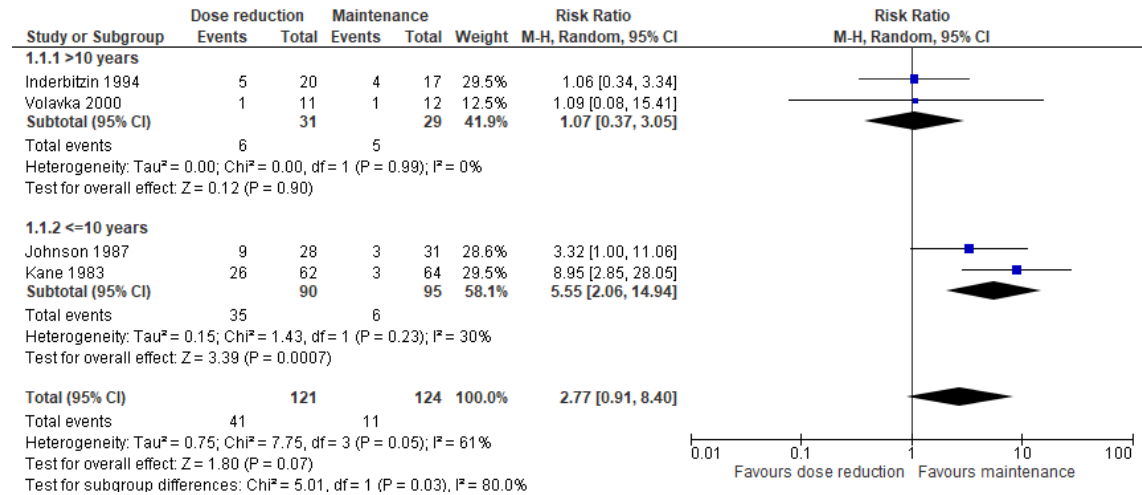 Dose reduction Maintenance Risk Ratio Risk Ratio
Study or Subgroup Events Total Events Total Weight M-H, Random, 95% CI M-H, Random, 95% CI
1.1.1 >10 years
Inderbitzin 1994 5 20 4 17 29.5% 1.06 [0.34, 3.34]
Volavka 2000 1 11 1 12 12.5% 1.09 [0.08, 15.41]
Subtotal (95% CI) 31 29 41.9% 1.07 [0.37, 3.05]
Total events 6 5
Heterogeneity: Tau² = 0.00; Chi² = 0.00, df = 1 (P = 0.99); I² = 0%
Test for overall effect: Z = 0.12 (P = 0.90)
1.1.2 <=10 years
Johnson 1987 9 28 3 31 28.6% 3.32 [1.00, 11.06]
Kane 1983 26 62 3 64 29.5% 8.95 [2.85, 28.05]
Subtotal (95% CI) 90 95 58.1% 5.55 [2.06, 14.94]
Total events 35 6
Heterogeneity: Tau² = 0.15; Chi² = 1.43, df = 1 (P = 0.23); I² = 30%
Test for overall effect: Z = 3.39 (P = 0.0007)
Total (95% CI) 121 124 100.0% 2.77 [0.91, 8.40]
Total events 41 11
Heterogeneity: Tau² = 0.75; Chi² = 7.75, df = 3 (P = 0.05); I² = 61%
Test for overall effect: Z = 1.80 (P = 0.07)
Test for subgroup differences: Chi² = 5.01, df = 1 (P = 0.03), I² = 80.0%
0.01 0.1 1 10 100
Favours dose reduction Favours maintenance